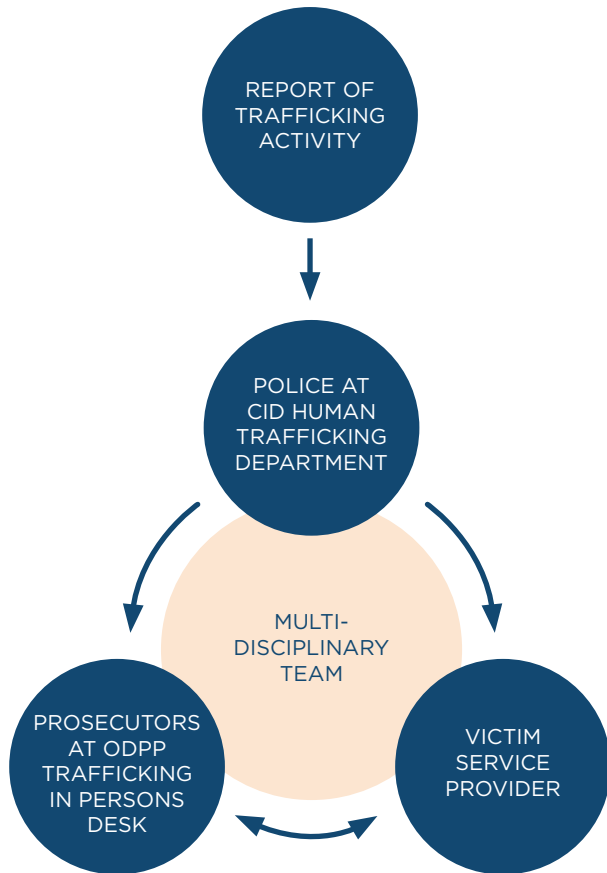 REPORT OF
TRAFFICKING
ACTIVITY
POLICE AT
CID HUMAN
TRAFFICKING
DEPARTMENT
MULTI-
DISCIPLINARY
TEAM
PROSECUTORS
AT ODPP
TRAFFICKING
IN PERSONS
DESK
VICTIM
SERVICE
PROVIDER